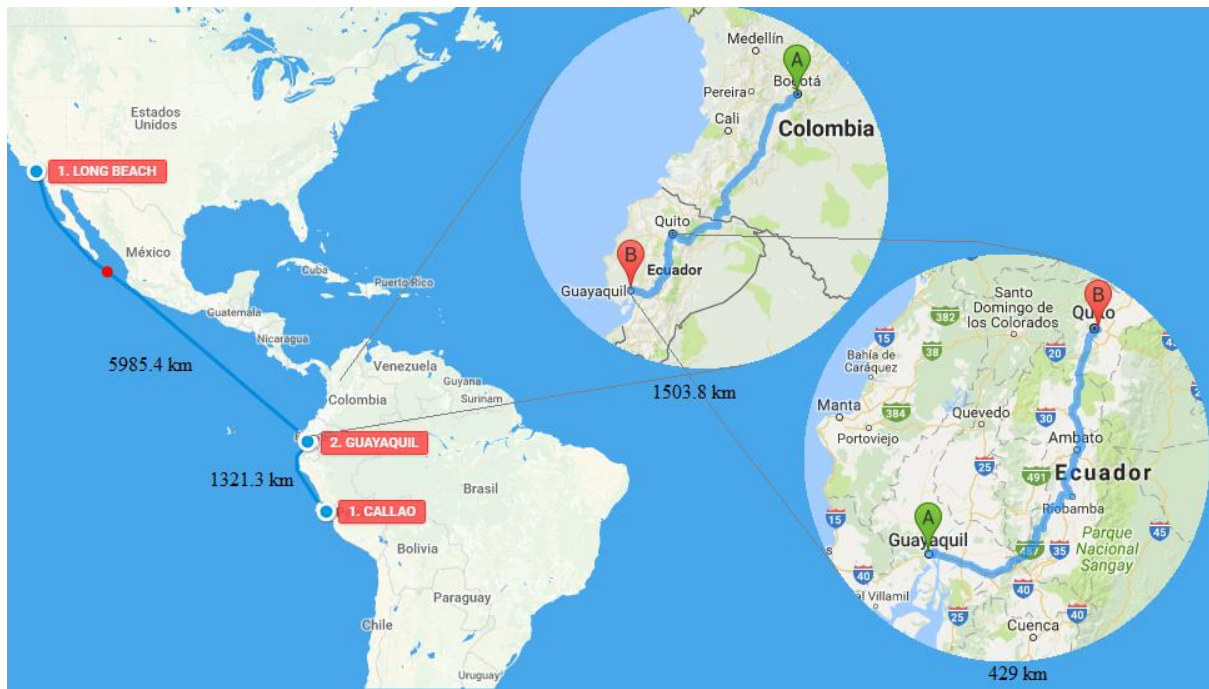 Estados
Unidos
1. LONG BEACH
México
Cuba
Puerto Rico
Guatemala
Nicaragua
5985.4 km
Venezuela
Guyana
Surinam
Colombia
2. GUAYAQUIL
1321.3 km
1. CALLAO
Brasil
Bolivia
Paraguay
Chile
Uruguay
Medellín
A
Bogotá
Pereira
Cali
Colombia
Quito
B
Ecuador
Guayaquil
1503.8 km
Santo
Domingo de
los Colorados
B
Quito
382
15
38
20
45
Bahía de
Caráquez
Manta
384
Quevedo
30
Portoviejo
Ambato
25
491
Ecuador
A
Riobamba
15
Guayaquil
487
35
Parque
Nacional
Sangay
45
40
40
Villamil
25
40
Cuenca
429 km